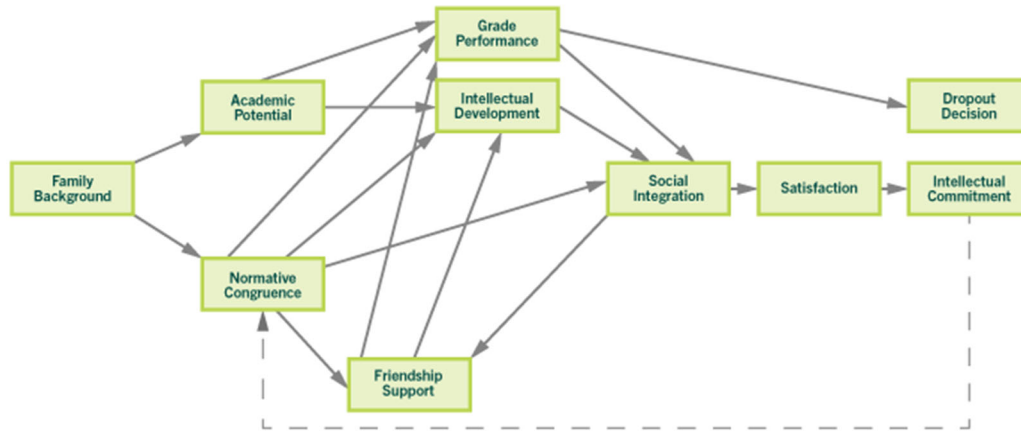 Grade
Performance
Academic
Potential
Intellectual
Development
Dropout
Decision
Family
Background
Social
Integration
Satisfaction
Intellectual
Commitment
Normative
Congruence
Friendship
Support